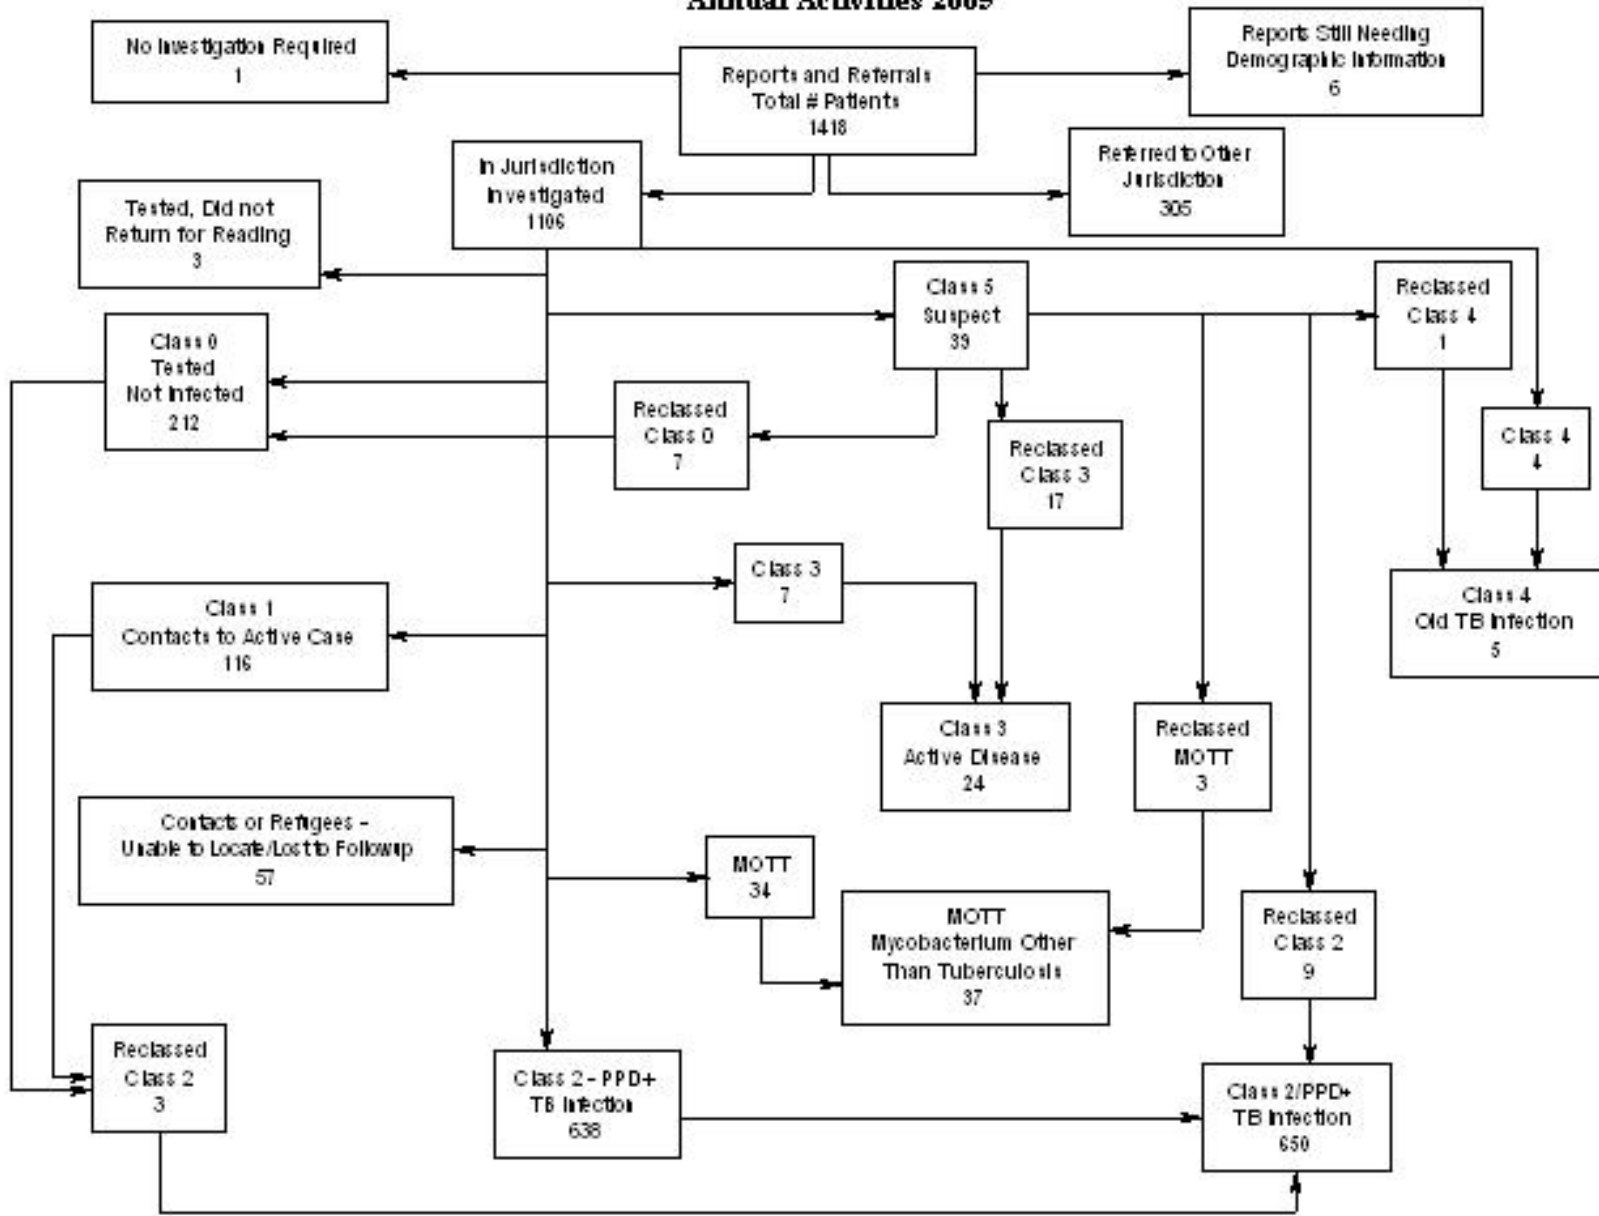 Annual Activities 2009
No Investigation Required
1
Reports and Referrals
Total # Patients
1418
Reports Still Needing
Demographic Information
6
In Jurisdiction
Investigated
1106
Referred to Other
Jurisdiction
305
Tested, Did not
Return for Reading
3
Class 5
Suspect
39
Reclassed
Class 4
1
Class 0
Tested
Not Infected
212
Reclassed
Class 0
7
Reclassed
Class 3
17
Class 4
4
Class 3
7
Class 1
Contacts to Active Case
116
Class 4
Old TB Infection
5
Class 3
Active Disease
24
Reclassed
MOTT
3
Contacts or Refugees -
Unable to Locate/Lost to Followup
57
MOTT
34
MOTT
Mycobacterium Other
Than Tuberculosis
37
Reclassed
Class 2
9
Reclassed
Class 2
3
Class 2 - PPD+
TB Infection
638
Class 2/PPD+
TB Infection
650